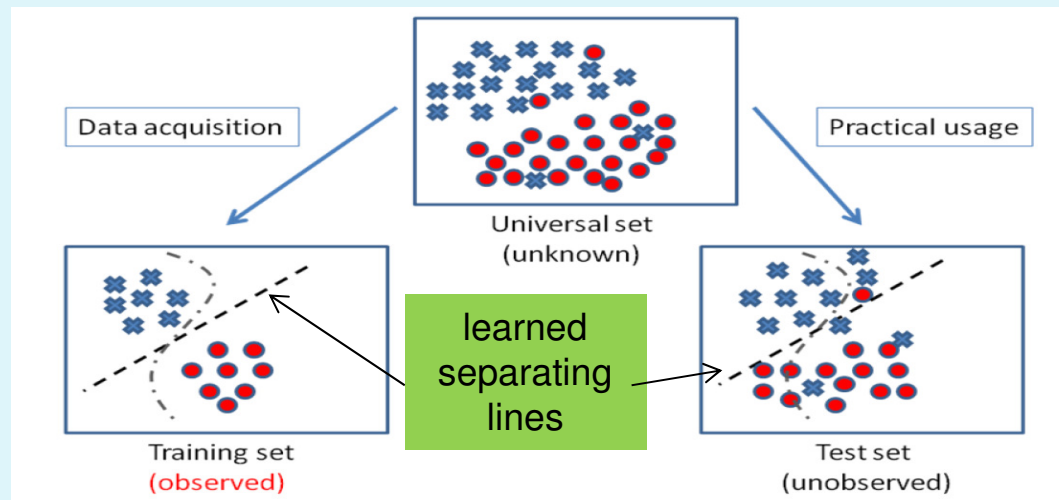 Data acquisition
Practical usage
Universal set
(unknown)
learned
separating
lines
Training set
(observed)
Test set
(unobserved)